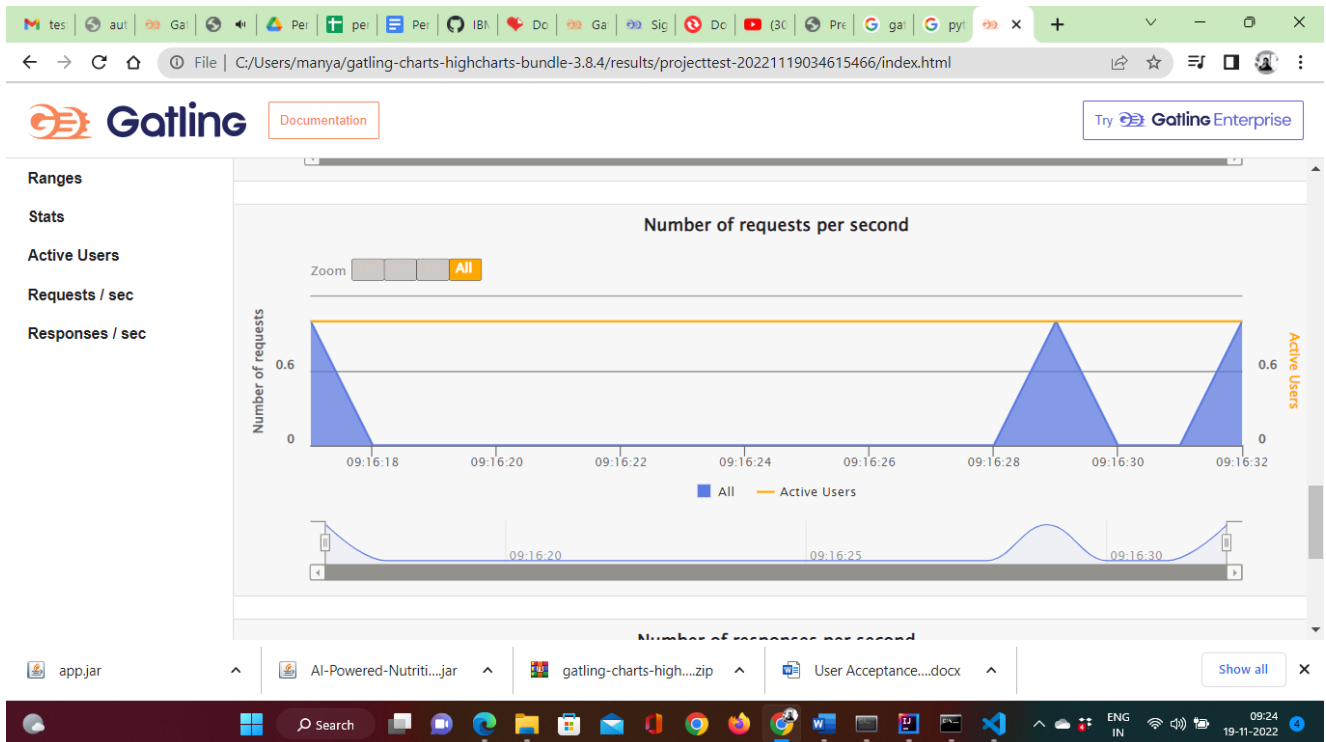 tes aut Gat Per per Per IBN Do Ga Sig Do (30 Pre gat pyt
File C:/Users/manya/gatling-charts-highcharts-bundle-3.8.4/results/projecttest-20221119034615466/index.html
Gatling Documentation Try Gatling Enterprise
Ranges
Stats
Active Users
Requests / sec
Responses / sec
Number of requests per second
Zoom All
Number of requests
0.6
0
Active Users
0.6
0
09:16:18 09:16:20 09:16:22 09:16:24 09:16:26 09:16:28 09:16:30 09:16:32
All Active Users
09:16:20 09:16:25 09:16:30
Number of responses per second
app.jar AI-Powered-Nutriti....jar gatling-charts-high....zip User Acceptance....docx Show all
Search ENG
IN
09:24
19-11-2022
4